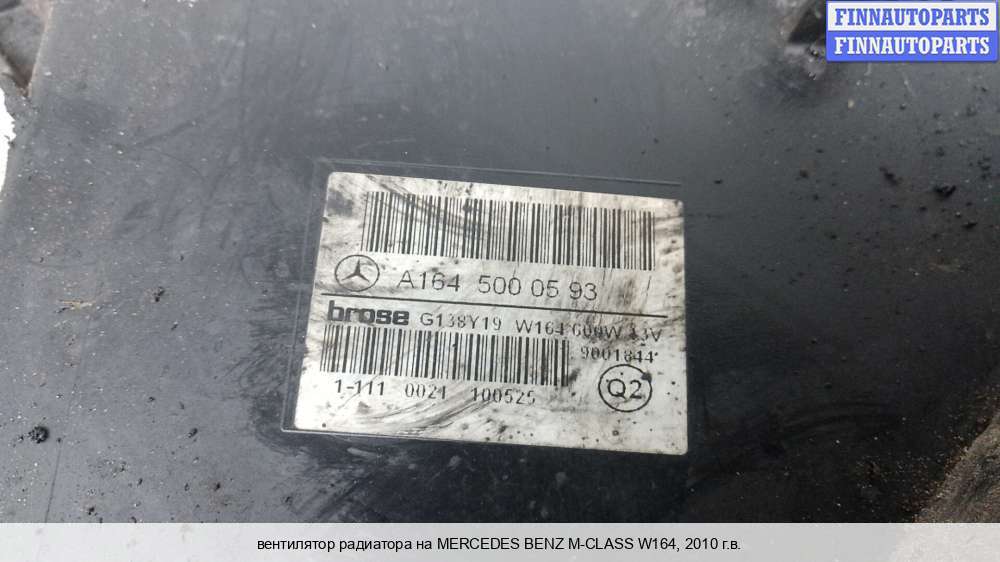 FINNAUTOPARTS
FINNAUTOPARTS
A164 500 05 93
brose G138Y19 W164 600W 13V
9001844
1-111 0021 100525
Q2
вентилятор радиатора на MERCEDES BENZ M-CLASS W164, 2010 г.в.